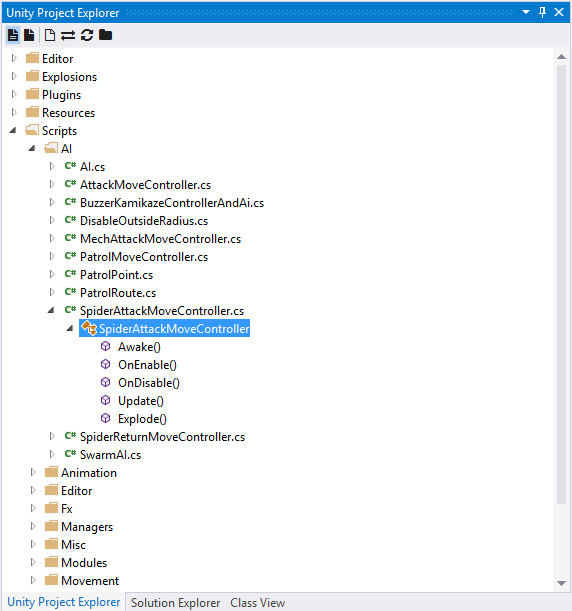 Unity Project Explorer
Editor
Explosions
Plugins
Resources
Scripts
AI
C# AI.cs
C# AttackMoveController.cs
C# BuzzerKamikazeControllerAndAi.cs
C# DisableOutsideRadius.cs
C# MechAttackMoveController.cs
C# PatrolMoveController.cs
C# PatrolPoint.cs
C# PatrolRoute.cs
C# SpiderAttackMoveController.cs
SpiderAttackMoveController
Awake()
OnEnable()
OnDisable()
Update()
Explode()
C# SpiderReturnMoveController.cs
C# SwarmAI.cs
Animation
Editor
Fx
Managers
Misc
Modules
Movement
Unity Project Explorer Solution Explorer Class View